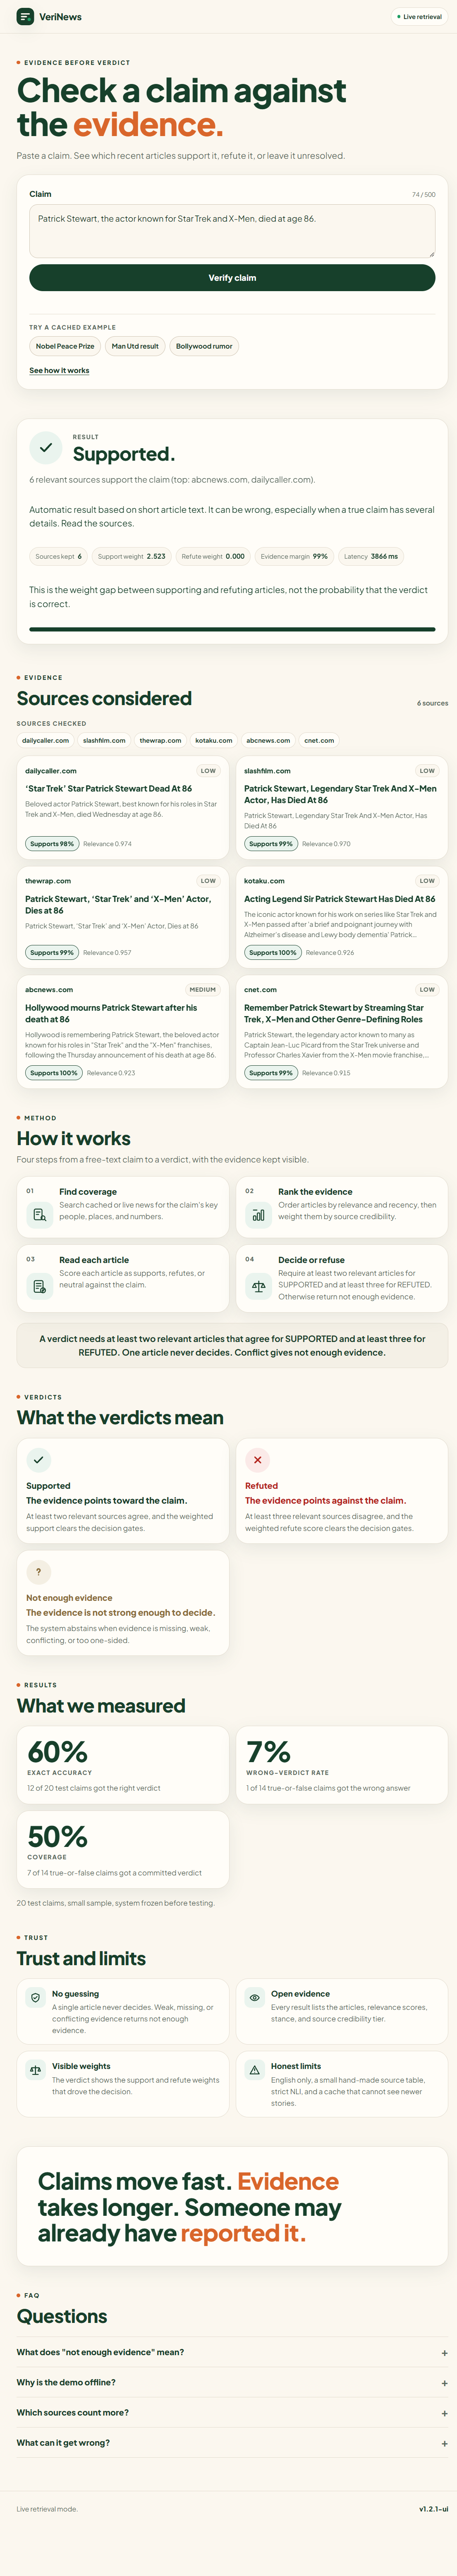 VeriNews
Live retrieval
EVIDENCE BEFORE VERDICT
Check a claim against
the evidence.
Paste a claim. See which recent articles support it, refute it, or leave it unresolved.
Claim
74 / 500
Patrick Stewart, the actor known for Star Trek and X-Men, died at age 86.
Verify claim
TRY A CACHED EXAMPLE
Nobel Peace Prize
Man Utd result
Bollywood rumor
See how it works
RESULT
Supported.
6 relevant sources support the claim (top: abcnews.com, dailycaller.com).
Automatic result based on short article text. It can be wrong, especially when a true claim has several
details. Read the sources.
Sources kept 6
Support weight 2.523
Refute weight 0.000
Evidence margin 99%
Latency 3866 ms
This is the weight gap between supporting and refuting articles, not the probability that the verdict
is correct.
EVIDENCE
Sources considered
6 sources
SOURCES CHECKED
dailycaller.com
slashfilm.com
thewrap.com
kotaku.com
abcnews.com
cnet.com
dailycaller.com
LOW
‘Star Trek’ Star Patrick Stewart Dead At 86
Beloved actor Patrick Stewart, best known for his roles in Star
Trek and X-Men, died Wednesday at age 86.
Supports 98%
Relevance 0.974
slashfilm.com
LOW
Patrick Stewart, Legendary Star Trek And X-Men
Actor, Has Died At 86
Patrick Stewart, Legendary Star Trek And X-Men Actor, Has
Died At 86
Supports 99%
Relevance 0.970
thewrap.com
LOW
Patrick Stewart, ‘Star Trek’ and ‘X-Men’ Actor,
Dies at 86
Patrick Stewart, ‘Star Trek’ and ‘X-Men’ Actor, Dies at 86
Supports 99%
Relevance 0.957
kotaku.com
LOW
Acting Legend Sir Patrick Stewart Has Died At 86
The iconic actor known for his work on series like Star Trek and
X-Men passed after ‘a brief and poignant journey with
Alzheimer’s disease and Lewy body dementia’ Patrick…
Supports 100%
Relevance 0.926
abcnews.com
MEDIUM
Hollywood mourns Patrick Stewart after his
death at 86
Hollywood is remembering Patrick Stewart, the beloved actor
known for his roles in "Star Trek" and the "X-Men" franchises,
following the Thursday announcement of his death at age 86.
Supports 100%
Relevance 0.923
cnet.com
LOW
Remember Patrick Stewart by Streaming Star
Trek, X-Men and Other Genre-Defining Roles
Patrick Stewart, the legendary actor known to many as
Captain Jean-Luc Picard from the Star Trek universe and
Professor Charles Xavier from the X-Men movie franchise,…
Supports 99%
Relevance 0.915
METHOD
How it works
Four steps from a free-text claim to a verdict, with the evidence kept visible.
01
Find coverage
Search cached or live news for the claim's key
people, places, and numbers.
02
Rank the evidence
Order articles by relevance and recency, then
weight them by source credibility.
03
Read each article
Score each article as supports, refutes, or
neutral against the claim.
04
Decide or refuse
Require at least two relevant articles for
SUPPORTED and at least three for REFUTED.
Otherwise return not enough evidence.
A verdict needs at least two relevant articles that agree for SUPPORTED and at least three for
REFUTED. One article never decides. Conflict gives not enough evidence.
VERDICTS
What the verdicts mean
Supported
The evidence points toward the claim.
At least two relevant sources agree, and the weighted
support clears the decision gates.
Refuted
The evidence points against the claim.
At least three relevant sources disagree, and the
weighted refute score clears the decision gates.
?
Not enough evidence
The evidence is not strong enough to decide.
The system abstains when evidence is missing, weak,
conflicting, or too one-sided.
RESULTS
What we measured
60%
EXACT ACCURACY
12 of 20 test claims got the right verdict
7%
WRONG-VERDICT RATE
1 of 14 true-or-false claims got the wrong answer
50%
COVERAGE
7 of 14 true-or-false claims got a committed verdict
20 test claims, small sample, system frozen before testing.
TRUST
Trust and limits
No guessing
A single article never decides. Weak, missing, or
conflicting evidence returns not enough
evidence.
Open evidence
Every result lists the articles, relevance scores,
stance, and source credibility tier.
Visible weights
The verdict shows the support and refute weights
that drove the decision.
Honest limits
English only, a small hand-made source table,
strict NLI, and a cache that cannot see newer
stories.
Claims move fast. Evidence
takes longer. Someone may
already have reported it.
FAQ
Questions
What does "not enough evidence" mean?
+
Why is the demo offline?
+
Which sources count more?
+
What can it get wrong?
+
Live retrieval mode.
v1.2.1-ui